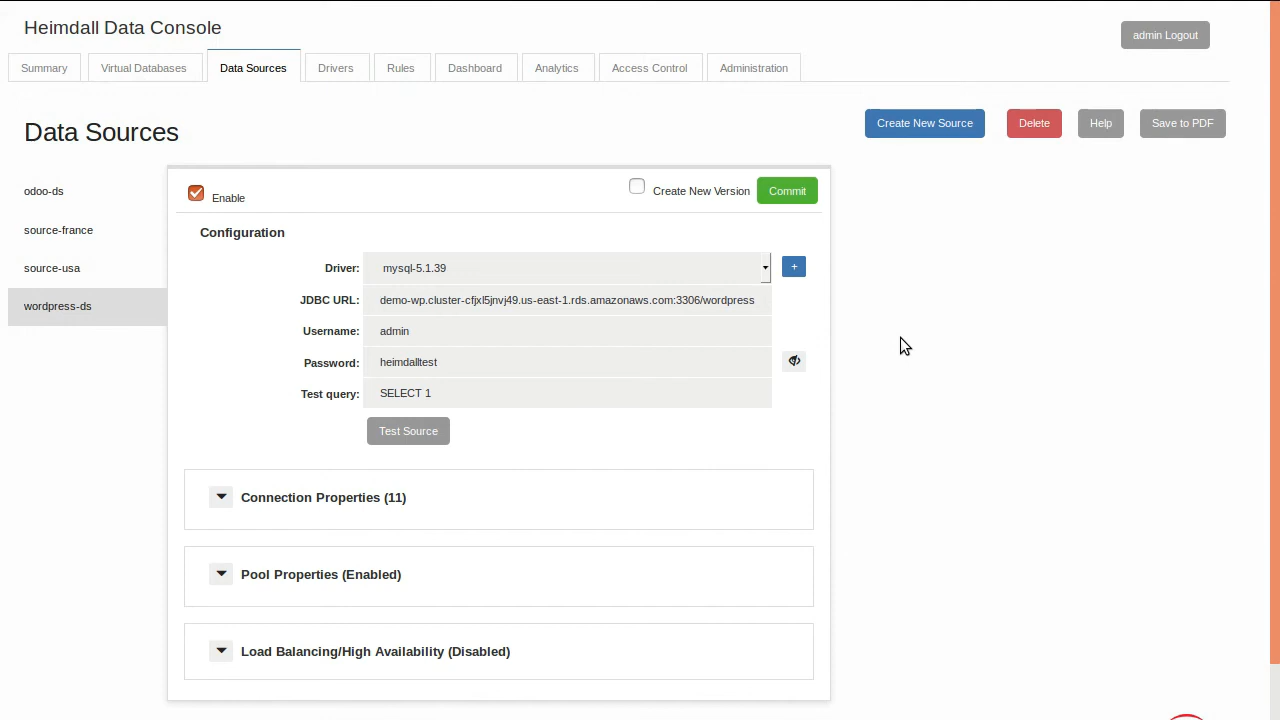 Heimdall Data Console
admin Logout
Summary
Virtual Databases
Data Sources
Drivers
Rules
Dashboard
Analytics
Access Control
Administration
Data Sources
Create New Source
Delete
Help
Save to PDF
odoo-ds
source-france
source-usa
wordpress-ds
Enable
Create New Version
Commit
Configuration
Driver: mysql-5.1.39
+
JDBC URL: demo-wp.cluster-cfjxl5jnvj49.us-east-1.rds.amazonaws.com:3306/wordpress
Username: admin
Password: heimdalltest
Test query: SELECT 1
Test Source
Connection Properties (11)
Pool Properties (Enabled)
Load Balancing/High Availability (Disabled)